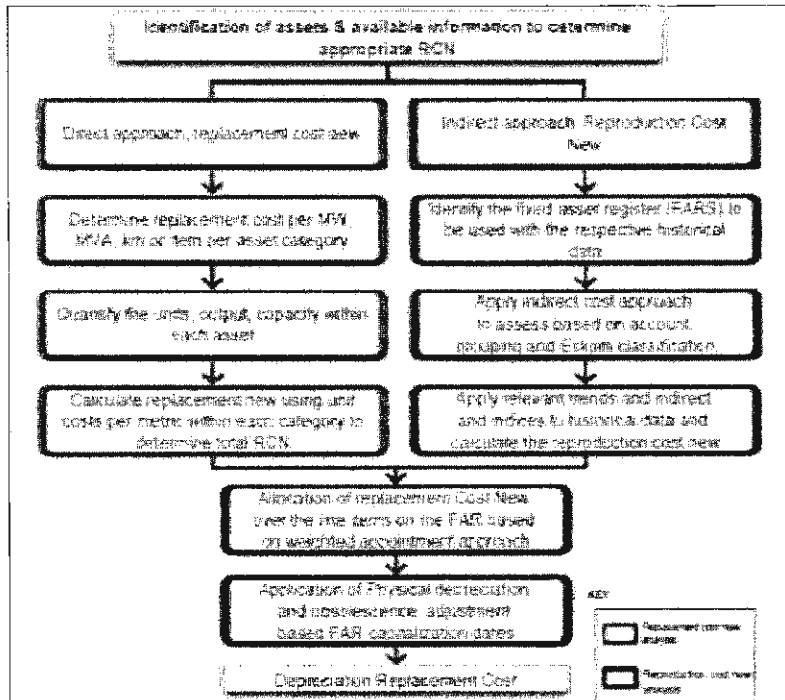 Identification of assets & available information to determine
appropriate RCN
Direct approach, replacement cost new
Indirect approach, Reproduction Cost
New
Determine replacement cost per MW,
MVA, km or item per asset category
Identify the fixed asset register (FARS) to
be used with the respective historical
data
Quantify the units, output, capacity within
each asset
Apply indirect cost approach
to assess based on account
grouping and Eskom classification
Calculate replacement new using unit
costs per metric within each category to
determine total RCN
Apply relevant trends and indirect
and indices to historical data and
calculate the reproduction cost new
Allocation of replacement Cost New
over the line items on the FAR based
on weighted appointment approach
Application of Physical depreciation
and obsolescence adjustment
based FAR capitalization dates
Depreciation Replacement Cost
KEY
Replacement cost new
analysis
Reproduction cost new
analysis